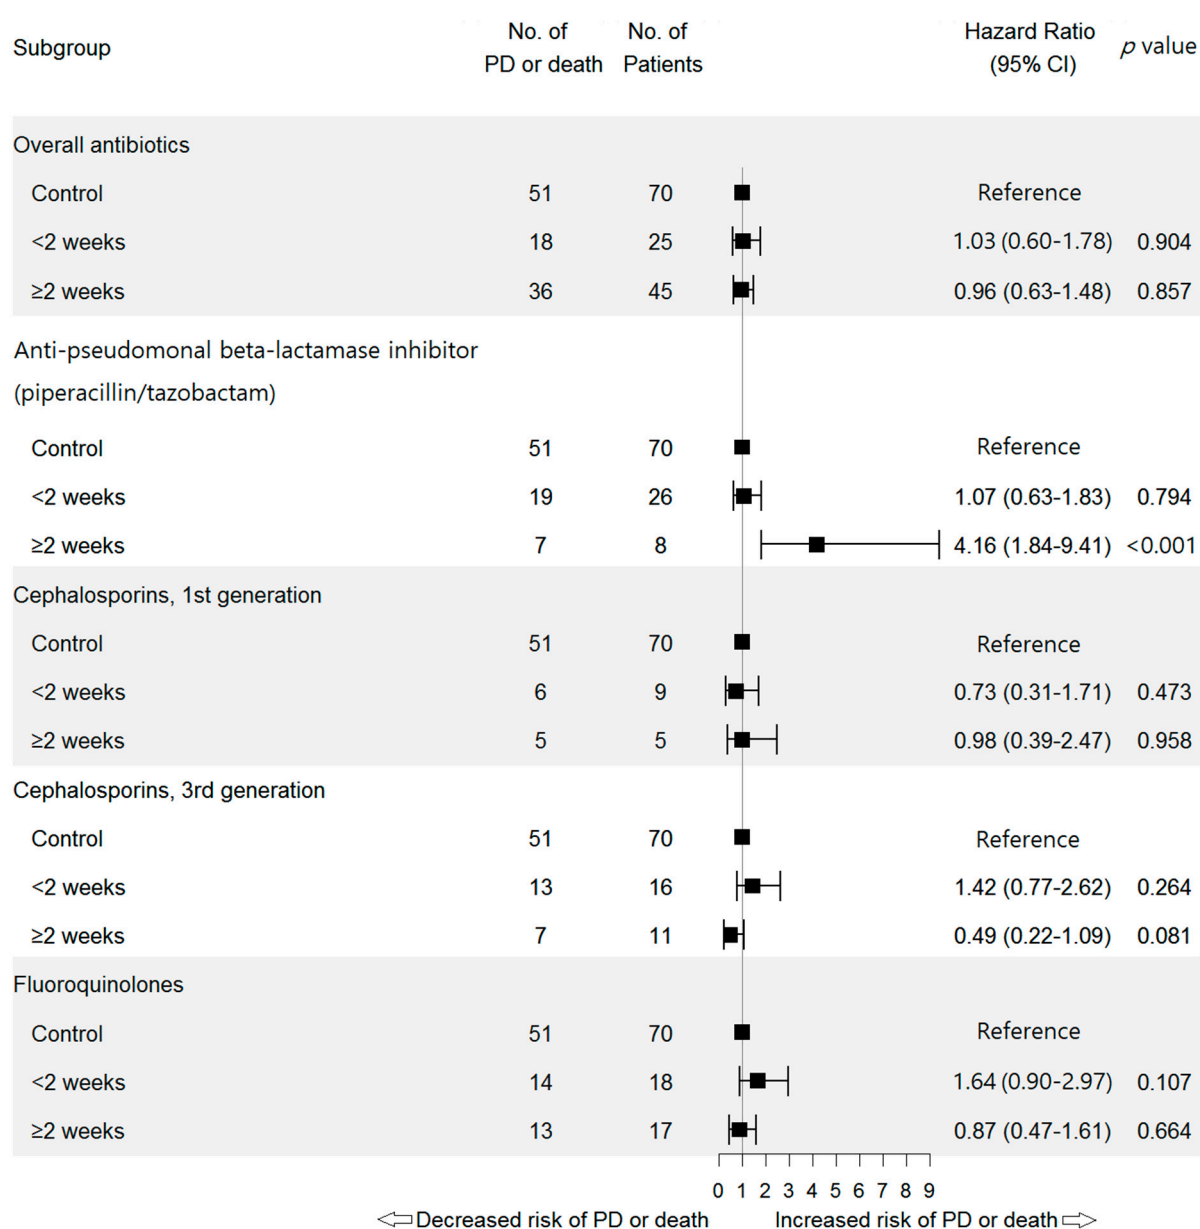 Subgroup No. of PD or death No. of Patients Hazard Ratio (95% CI) p value
Overall antibiotics
Control 51 70 Reference
<2 weeks 18 25 1.03 (0.60-1.78) 0.904
≥2 weeks 36 45 0.96 (0.63-1.48) 0.857
Anti-pseudomonal beta-lactamase inhibitor
(piperacillin/tazobactam)
Control 51 70 Reference
<2 weeks 19 26 1.07 (0.63-1.83) 0.794
≥2 weeks 7 8 4.16 (1.84-9.41) <0.001
Cephalosporins, 1st generation
Control 51 70 Reference
<2 weeks 6 9 0.73 (0.31-1.71) 0.473
≥2 weeks 5 5 0.98 (0.39-2.47) 0.958
Cephalosporins, 3rd generation
Control 51 70 Reference
<2 weeks 13 16 1.42 (0.77-2.62) 0.264
≥2 weeks 7 11 0.49 (0.22-1.09) 0.081
Fluoroquinolones
Control 51 70 Reference
<2 weeks 14 18 1.64 (0.90-2.97) 0.107
≥2 weeks 13 17 0.87 (0.47-1.61) 0.664
0 1 2 3 4 5 6 7 8 9
Decreased risk of PD or death Increased risk of PD or death